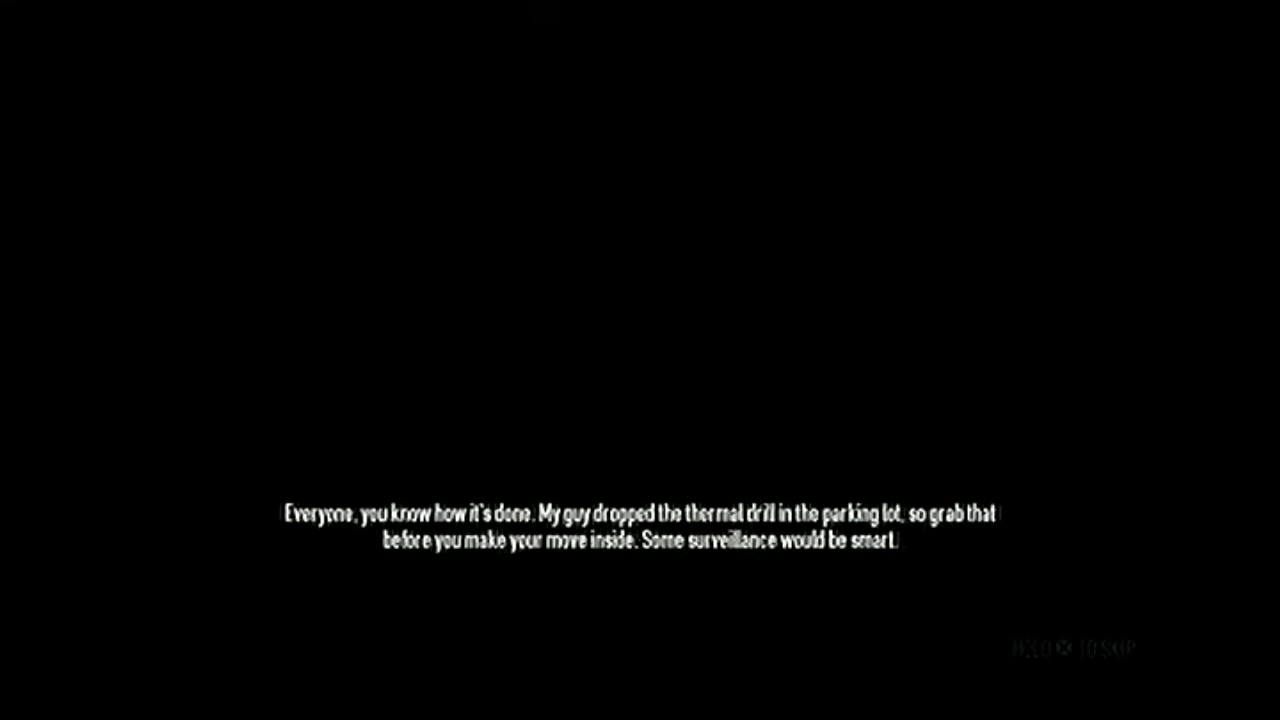 Everyone, you know how it's done. My guy dropped the thermal drill in the parking lot, so grab that
before you make your move inside. Some surveillance would be smart.